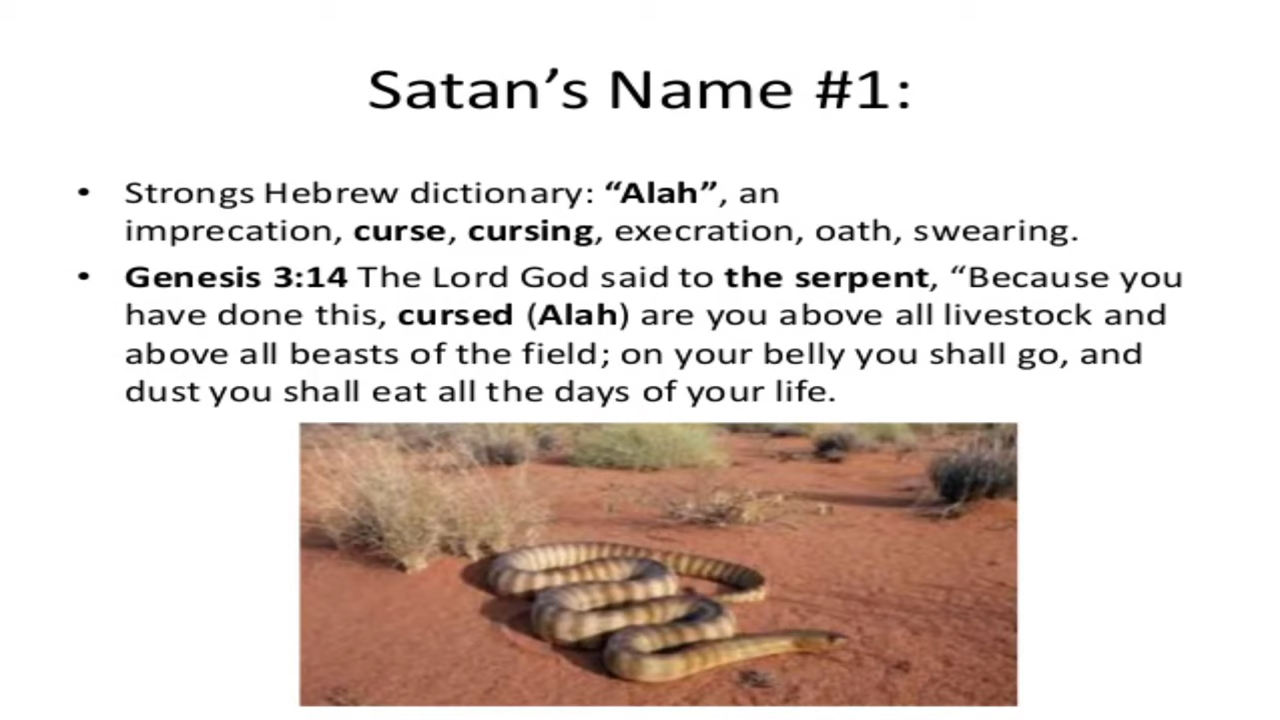 Satan’s Name #1:
• Strongs Hebrew dictionary: “Alah”, an
imprecation, curse, cursing, execration, oath, swearing.
• Genesis 3:14 The Lord God said to the serpent, “Because you
have done this, cursed (Alah) are you above all livestock and
above all beasts of the field; on your belly you shall go, and
dust you shall eat all the days of your life.